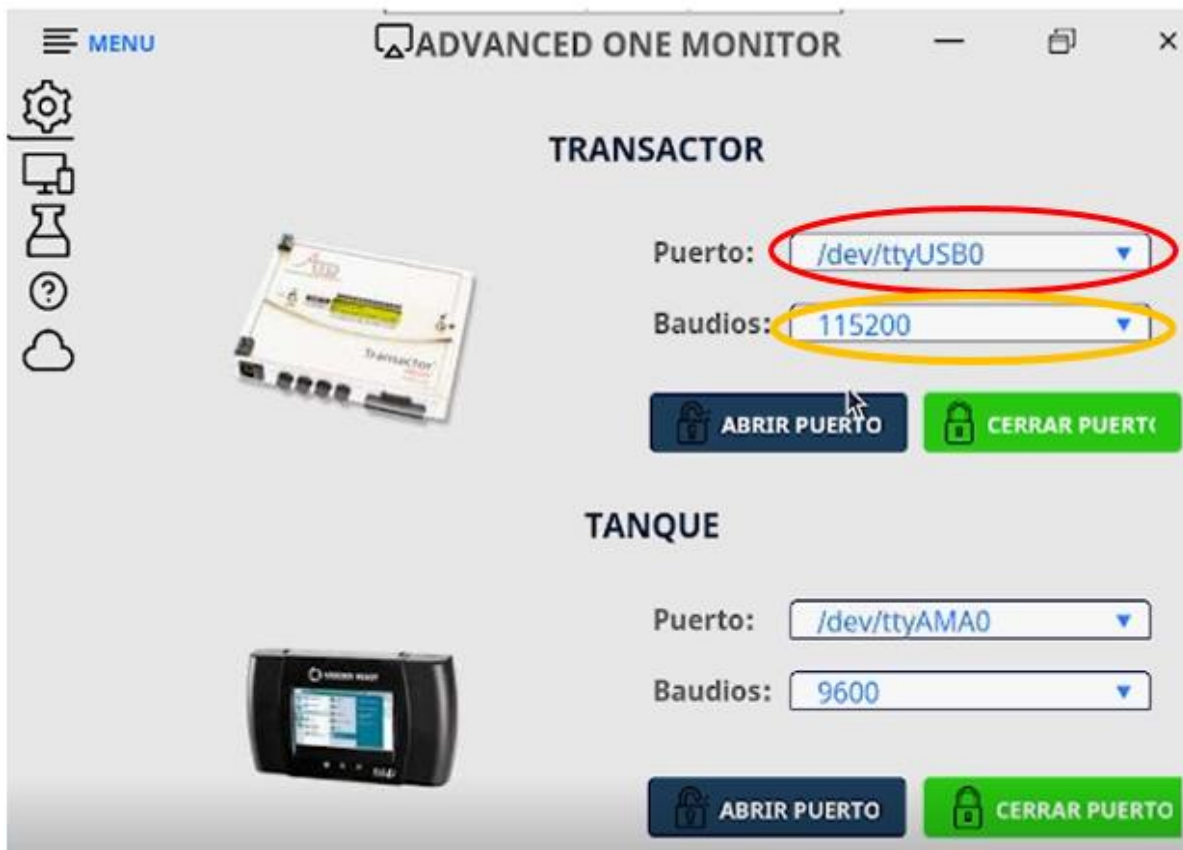 MENU
ADVANCED ONE MONITOR
TRANSACTOR
Puerto: /dev/ttyUSB0
Baudios: 115200
Transactor
ABRIR PUERTO
CERRAR PUERT
TANQUE
Puerto: /dev/ttyAMA0
Baudios: 9600
ABRIR PUERTO
CERRAR PUERTO